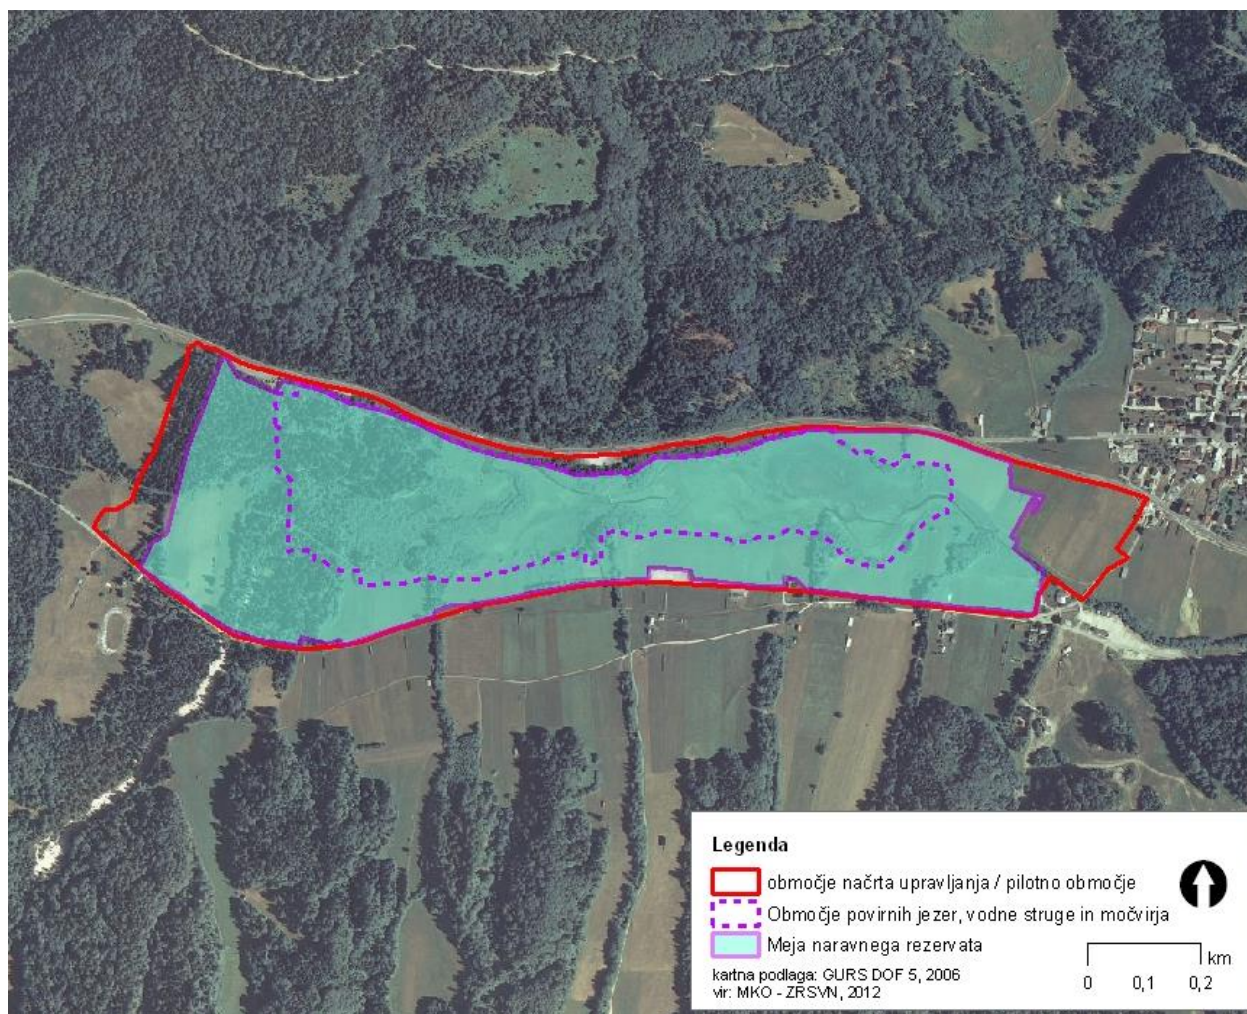 Legenda
območje načrta upravljanja / pilotno območje
Območje povirnih jezer, vodne struge in močvirja
Meja naravnega rezervata
kartna podlaga: GURS DOF 5, 2006
vir: MKO - ZRSVN, 2012
km
0 0,1 0,2